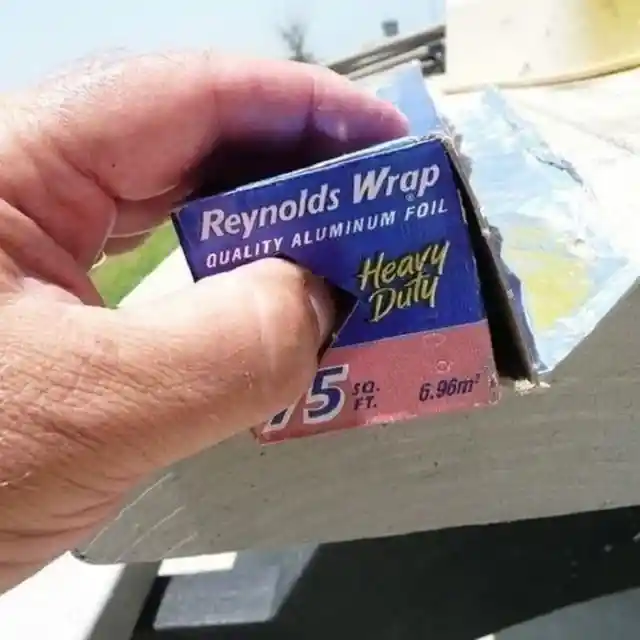 Reynolds Wrap®
QUALITY ALUMINUM FOIL
Heavy
Duty
75 SQ.
FT.
6.96m²